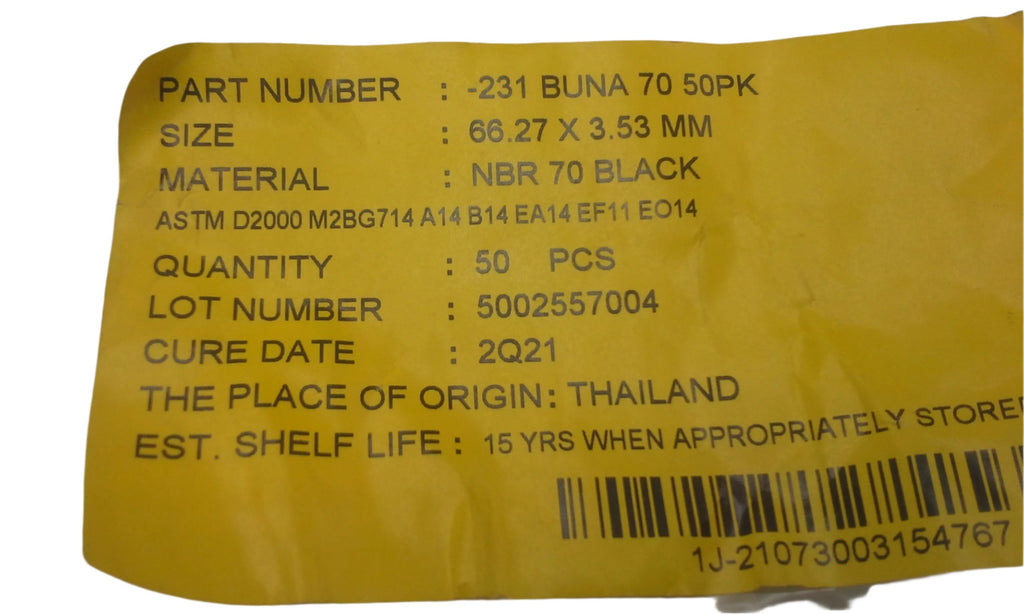 PART NUMBER : -231 BUNA 70 50PK
SIZE : 66.27 X 3.53 MM
MATERIAL : NBR 70 BLACK
ASTM D2000 M2BG714 A14 B14 EA14 EF11 EO14
QUANTITY : 50 PCS
LOT NUMBER : 5002557004
CURE DATE : 2Q21
THE PLACE OF ORIGIN: THAILAND
EST. SHELF LIFE : 15 YRS WHEN APPROPRIATELY STORED
1J-21073003154767